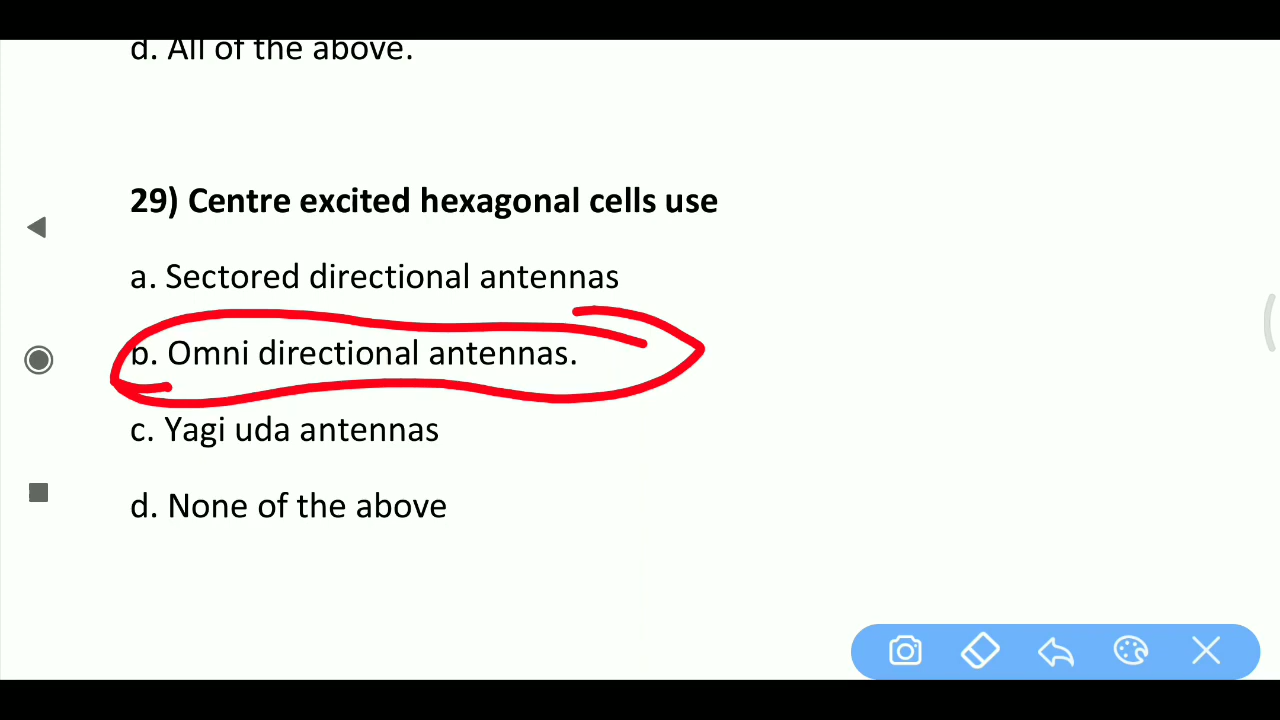 d. All of the above.
29) Centre excited hexagonal cells use
a. Sectored directional antennas
b. Omni directional antennas.
c. Yagi uda antennas
d. None of the above